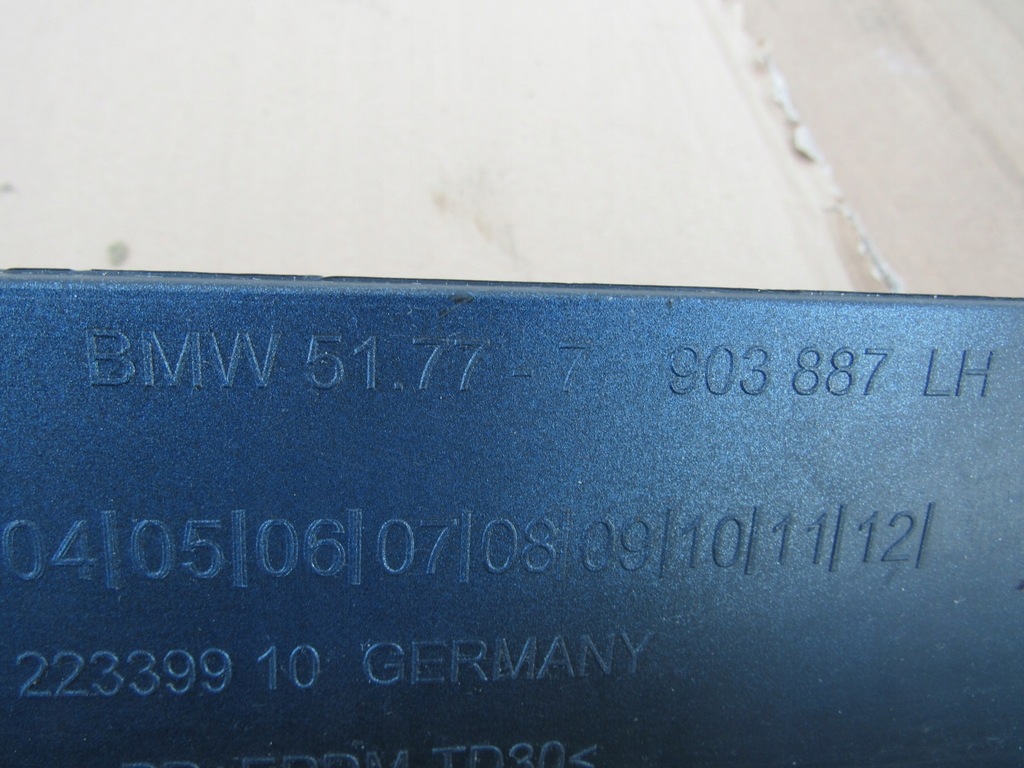 BMW 51.77 - 7 903 887 LH
04|05|06|07|08|09|10|11|12|
223399 10 GERMANY
TD30<